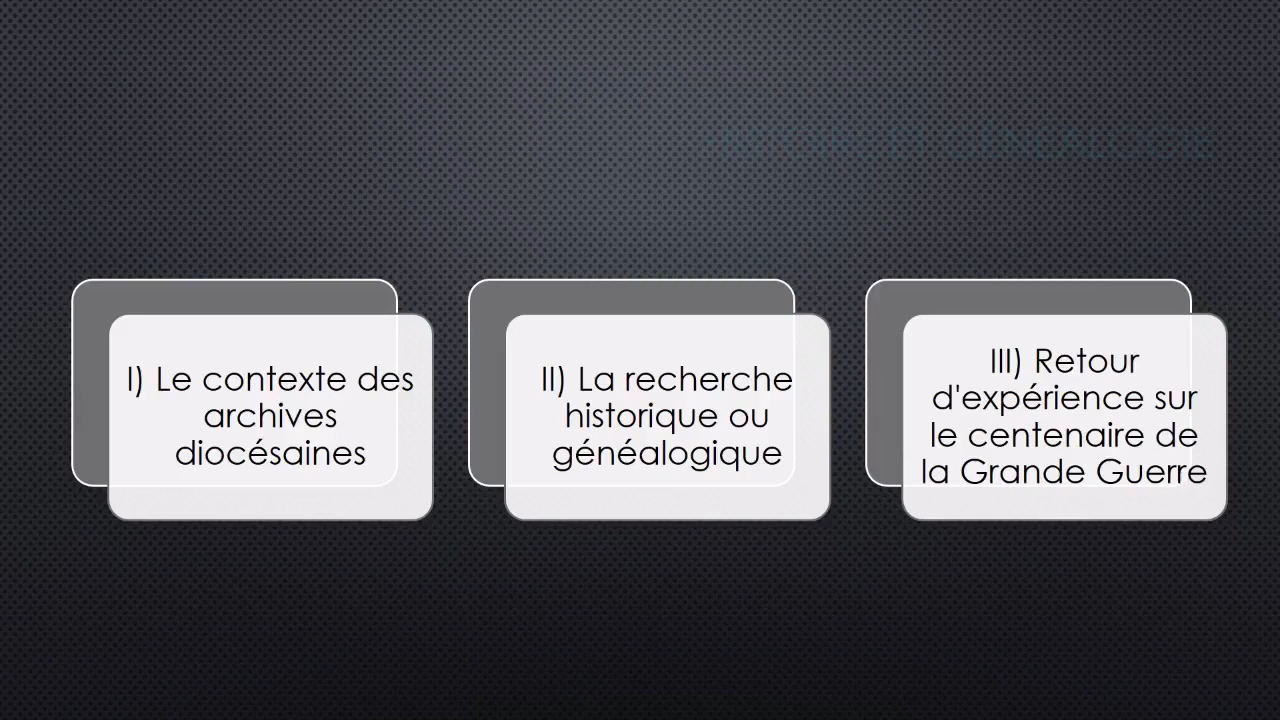 I) Le contexte des
archives
diocésaines
II) La recherche
historique ou
généalogique
III) Retour
d'expérience sur
le centenaire de
la Grande Guerre